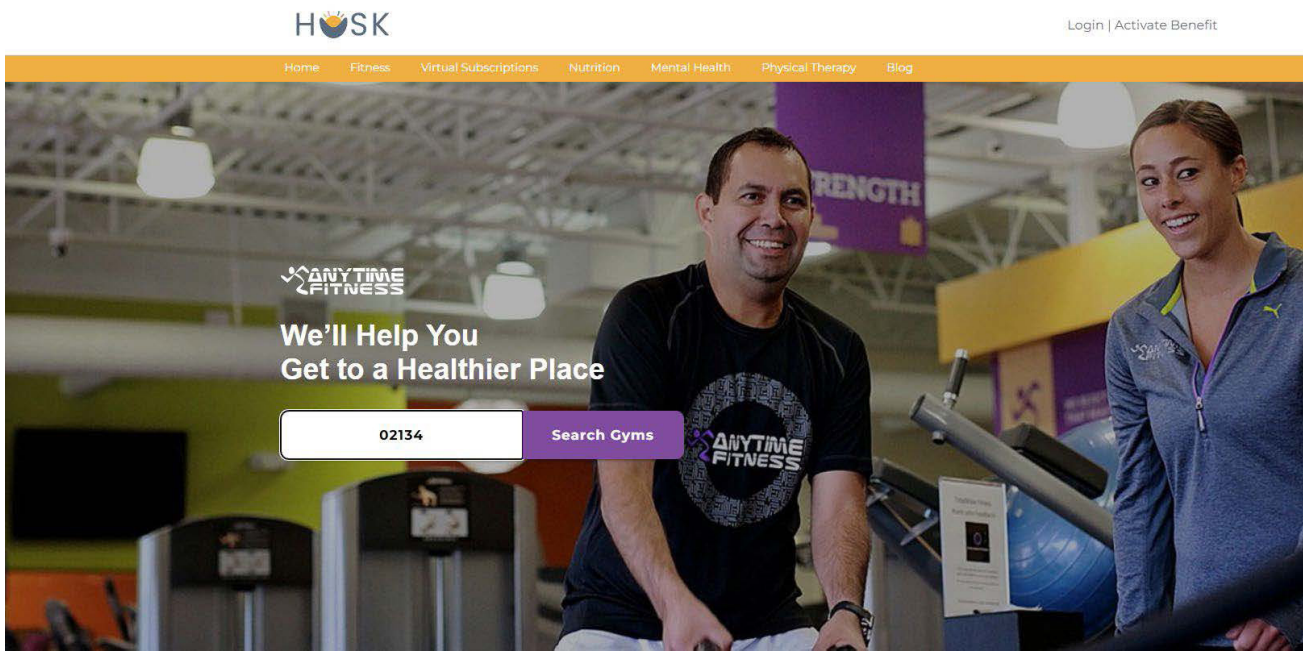 HUSK
Login | Activate Benefit
Home Fitness Virtual Subscriptions Nutrition Mental Health Physical Therapy Blog
STRENGTH
ANYTIME
FITNESS
We'll Help You
Get to a Healthier Place
02134
Search Gyms
ANYTIME
FITNESS